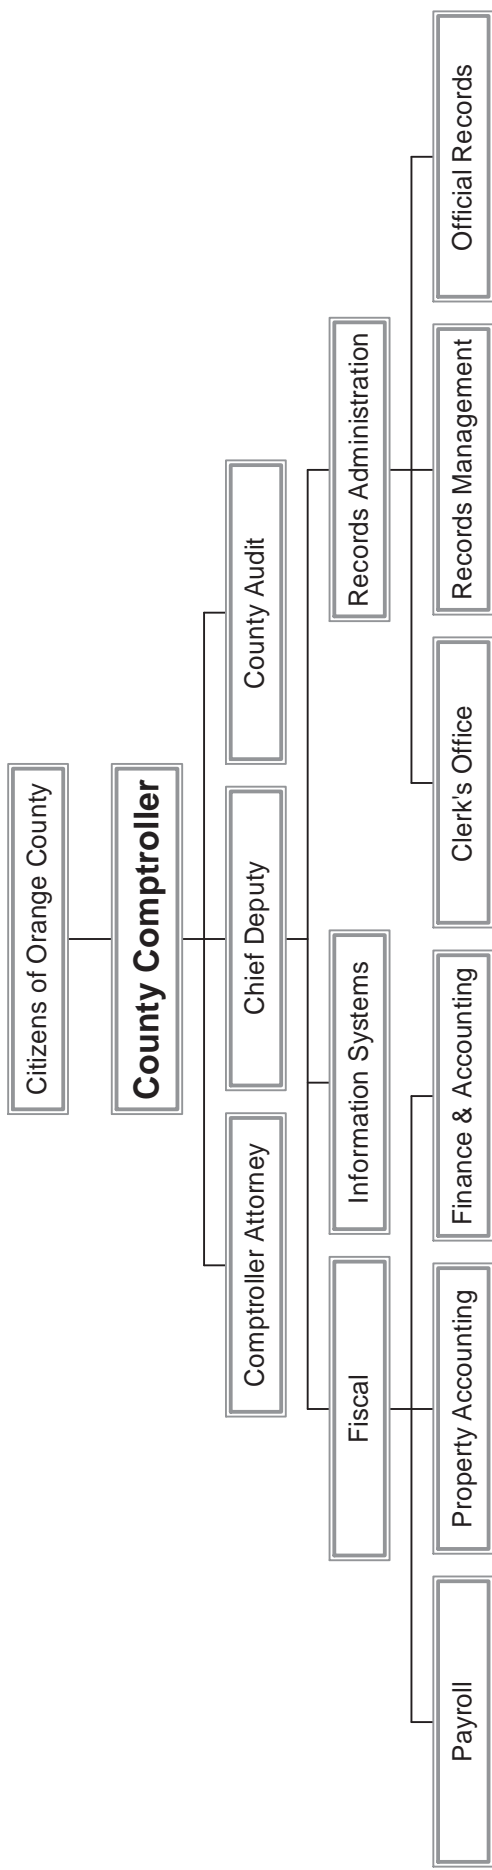 Citizens of Orange County
County Comptroller
Comptroller Attorney
Chief Deputy
County Audit
Fiscal
Information Systems
Records Administration
Payroll
Property Accounting
Finance & Accounting
Clerk's Office
Records Management
Official Records